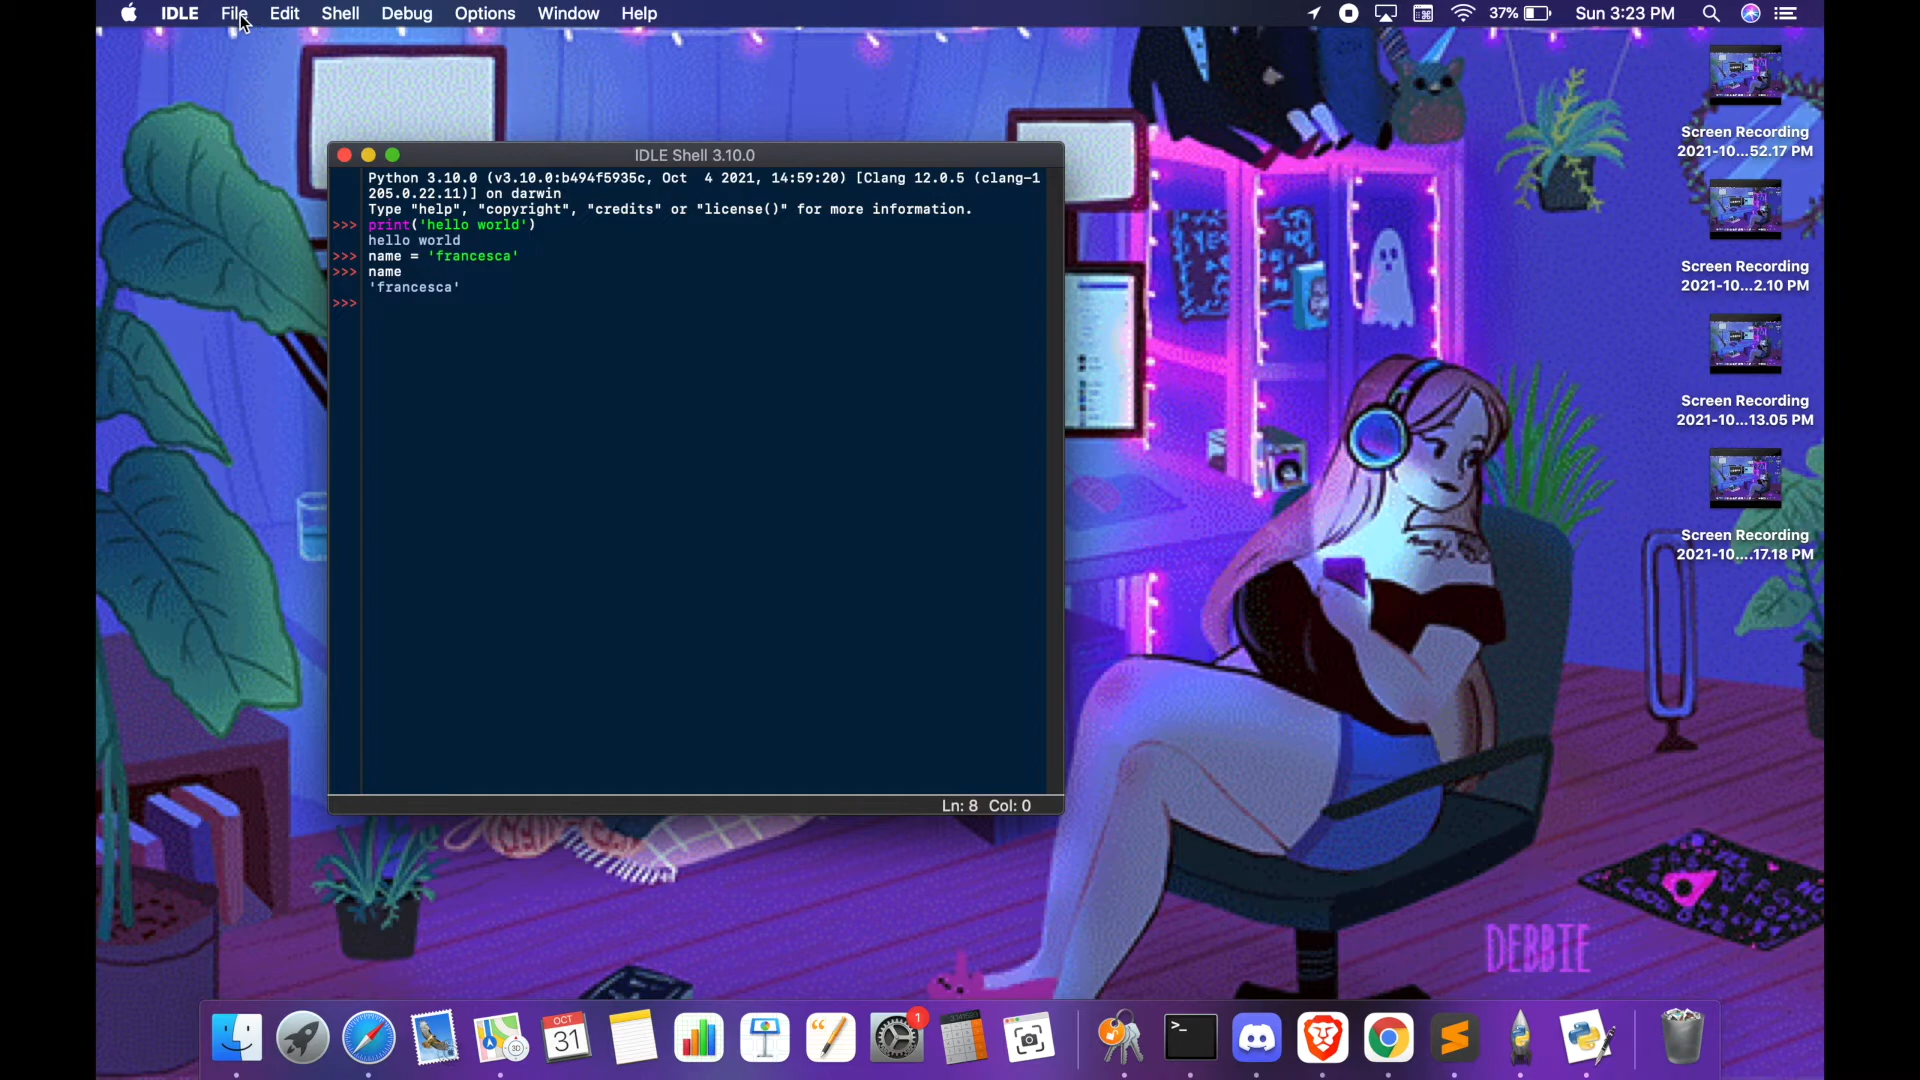 IDLE File Edit Shell Debug Options Window Help
37% Sun 3:23 PM
Screen Recording
2021-10...52.17 PM
Screen Recording
2021-10...2.10 PM
Screen Recording
2021-10...13.05 PM
Screen Recording
2021-10....17.18 PM
IDLE Shell 3.10.0
Python 3.10.0 (v3.10.0:b494f5935c, Oct  4 2021, 14:59:20) [Clang 12.0.5 (clang-1
205.0.22.11)] on darwin
Type "help", "copyright", "credits" or "license()" for more information.
>>> print('hello world')
hello world
>>> name = 'francesca'
>>> name
'francesca'
>>>
Ln: 8 Col: 0
DEBBIE
OCT
31
3D
1
>_